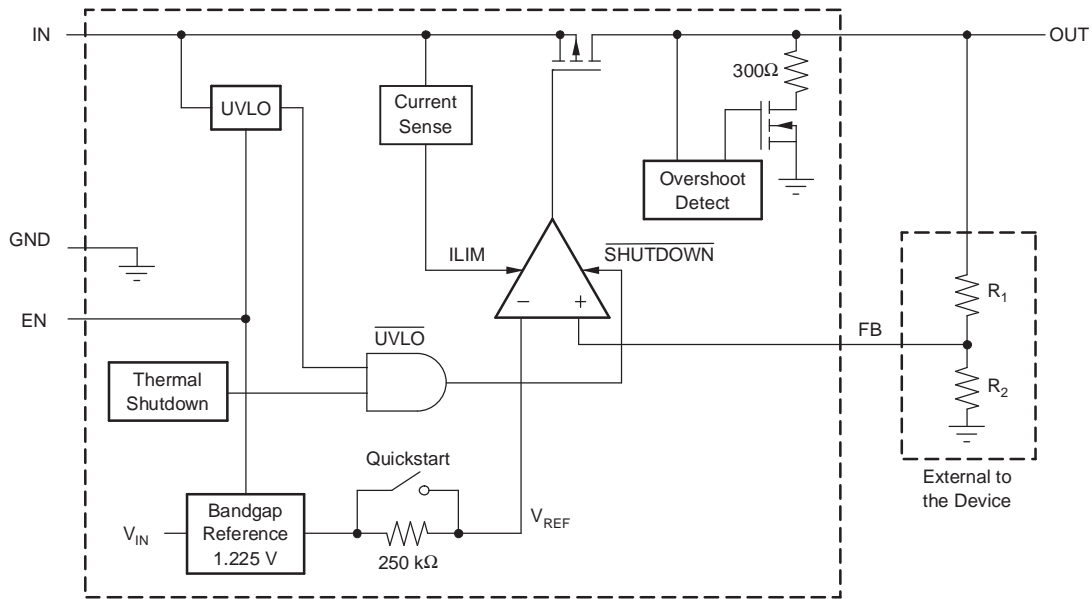 IN
OUT
300Ω
UVLO
Current
Sense
Overshoot
Detect
GND
ILIM
SHUTDOWN
R1
EN
UVLO
FB
− +
Thermal
Shutdown
R2
Quickstart
External to
the Device
Bandgap
Reference
1.225 V
VIN
VREF
250 kΩ